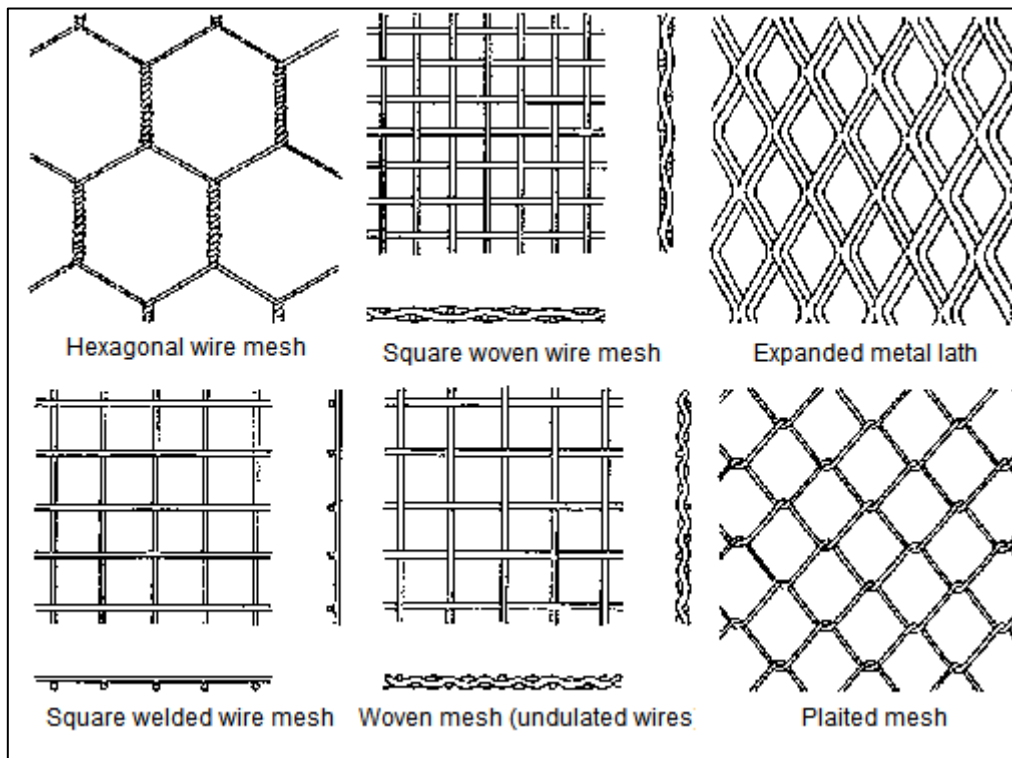 Hexagonal wire mesh
Square woven wire mesh
Expanded metal lath
Square welded wire mesh
Woven mesh (undulated wires)
Plaited mesh